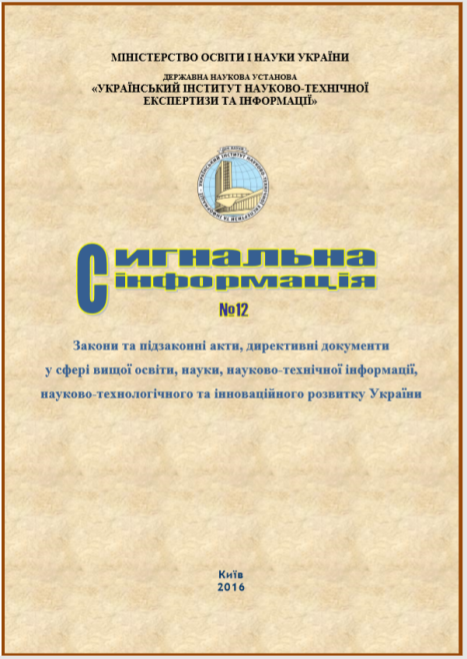 МІНІСТЕРСТВО ОСВІТИ І НАУКИ УКРАЇНИ
ДЕРЖАВНА НАУКОВА УСТАНОВА
«УКРАЇНСЬКИЙ ІНСТИТУТ НАУКОВО-ТЕХНІЧНОЇ
ЕКСПЕРТИЗИ ТА ІНФОРМАЦІЇ»
Сигнальна
інформація
№12
Закони та підзаконні акти, директивні документи
у сфері вищої освіти, науки, науково-технічної інформації,
науково-технологічного та інноваційного розвитку України
Київ
2016